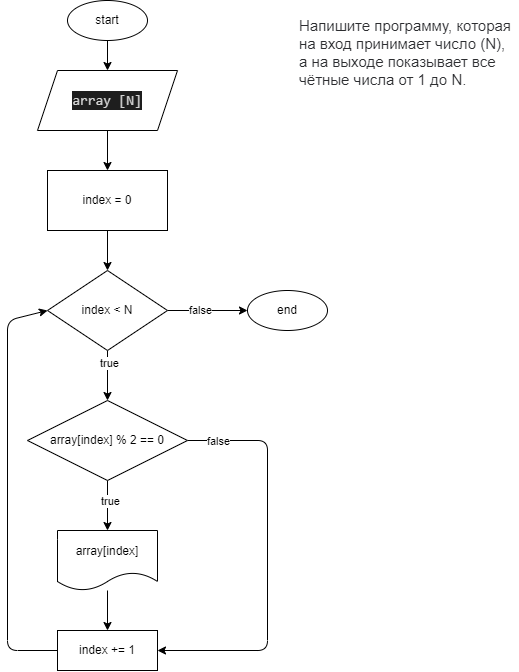 start
Напишите программу, которая
на вход принимает число (N),
а на выходе показывает все
чётные числа от 1 до N.
array [N]
index = 0
index < N
false
end
true
array[index] % 2 == 0
false
true
array[index]
index += 1